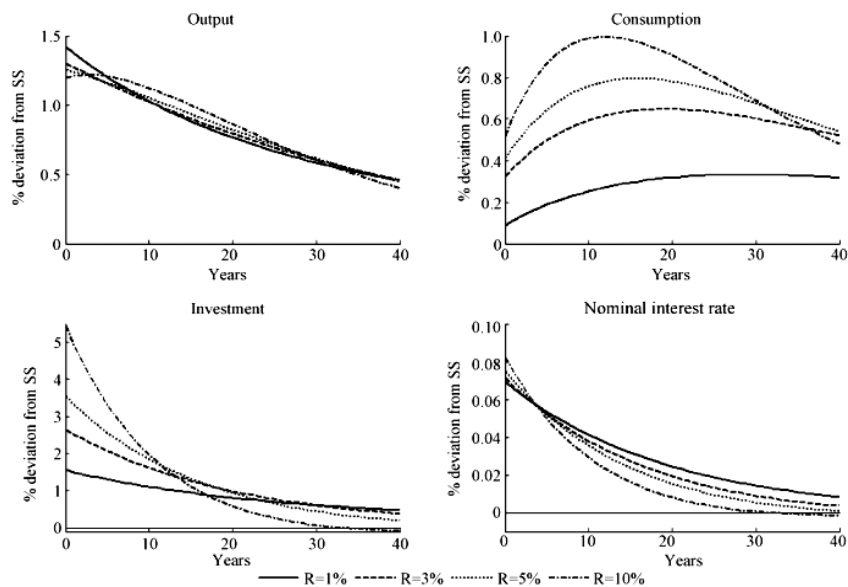 Output
1.5
1.0
0.5
0
% deviation from SS
0 10 20 30 40
Years
Consumption
1.0
0.8
0.6
0.4
0.2
0
% deviation from SS
0 10 20 30 40
Years
Investment
5
4
3
2
1
0
% deviation from SS
0 10 20 30 40
Years
Nominal interest rate
0.10
0.08
0.06
0.04
0.02
0
% deviation from SS
0 10 20 30 40
Years
R=1% R=3% R=5% R=10%